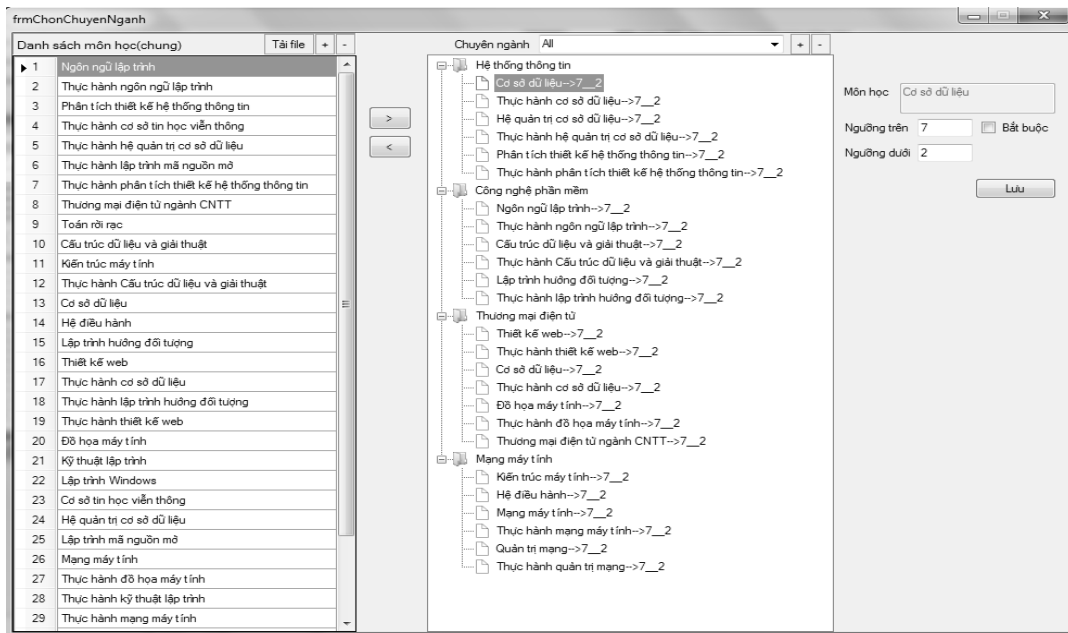 frmChonChuyenNganh
Danh sách môn học(chung)
Tải file
+
-
1 Ngôn ngữ lập trình
2 Thực hành ngôn ngữ lập trình
3 Phân tích thiết kế hệ thống thông tin
4 Thực hành cơ sở tin học viễn thông
5 Thực hành hệ quản trị cơ sở dữ liệu
6 Thực hành lập trình mã nguồn mở
7 Thực hành phân tích thiết kế hệ thống thông tin
8 Thương mại điện tử ngành CNTT
9 Toán rời rạc
10 Cấu trúc dữ liệu và giải thuật
11 Kiến trúc máy tính
12 Thực hành Cấu trúc dữ liệu và giải thuật
13 Cơ sở dữ liệu
14 Hệ điều hành
15 Lập trình hướng đối tượng
16 Thiết kế web
17 Thực hành cơ sở dữ liệu
18 Thực hành lập trình hướng đối tượng
19 Thực hành thiết kế web
20 Đồ họa máy tính
21 Kỹ thuật lập trình
22 Lập trình Windows
23 Cơ sở tin học viễn thông
24 Hệ quản trị cơ sở dữ liệu
25 Lập trình mã nguồn mở
26 Mạng máy tính
27 Thực hành đồ họa máy tính
28 Thực hành kỹ thuật lập trình
29 Thực hành mạng máy tính
>
<
Chuyên ngành All
+
-
Hệ thống thông tin
Cơ sở dữ liệu-->7__2
Thực hành cơ sở dữ liệu-->7__2
Hệ quản trị cơ sở dữ liệu-->7__2
Thực hành hệ quản trị cơ sở dữ liệu-->7__2
Phân tích thiết kế hệ thống thông tin-->7__2
Thực hành phân tích thiết kế hệ thống thông tin-->7__2
Công nghệ phần mềm
Ngôn ngữ lập trình-->7__2
Thực hành ngôn ngữ lập trình-->7__2
Cấu trúc dữ liệu và giải thuật-->7__2
Thực hành Cấu trúc dữ liệu và giải thuật-->7__2
Lập trình hướng đối tượng-->7__2
Thực hành lập trình hướng đối tượng-->7__2
Thương mại điện tử
Thiết kế web-->7__2
Thực hành thiết kế web-->7__2
Cơ sở dữ liệu-->7__2
Thực hành cơ sở dữ liệu-->7__2
Đồ họa máy tính-->7__2
Thực hành đồ họa máy tính-->7__2
Thương mại điện tử ngành CNTT-->7__2
Mạng máy tính
Kiến trúc máy tính-->7__2
Hệ điều hành-->7__2
Mạng máy tính-->7__2
Thực hành mạng máy tính-->7__2
Quản trị mạng-->7__2
Thực hành quản trị mạng-->7__2
Môn học Cơ sở dữ liệu
Ngưỡng trên 7 Bắt buộc
Ngưỡng dưới 2
Lưu